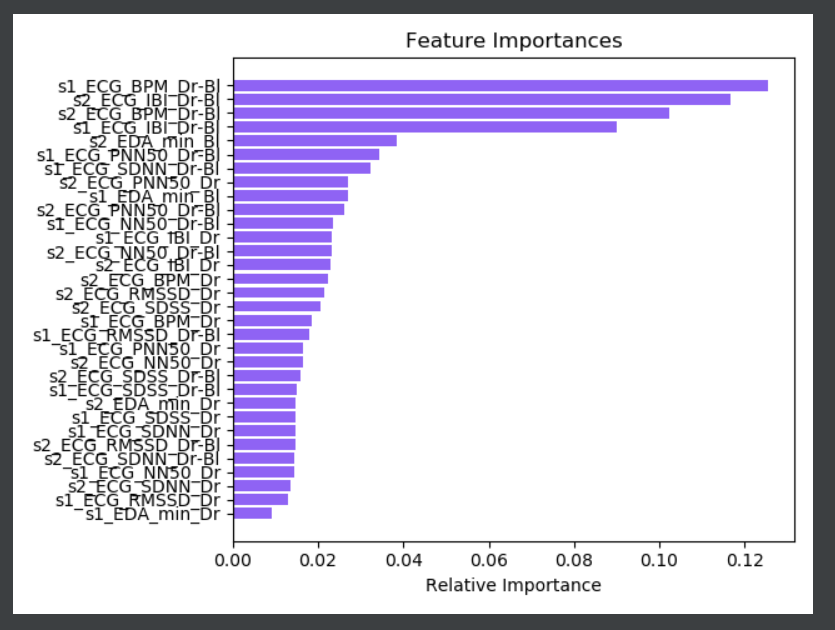 Feature Importances
s1_ECG_BPM_Dr-Bl
s2_ECG_IBI_Dr-Bl
s2_ECG_BPM_Dr-Bl
s1_ECG_IBI_Dr-Bl
s2_EDA_min_Bl
s1_ECG_PNN50_Dr-Bl
s1_ECG_SDNN_Dr-Bl
s2_ECG_PNN50_Dr
s1_EDA_min_Bl
s2_ECG_PNN50_Dr-Bl
s1_ECG_NN50_Dr-Bl
s1_ECG_IBI_Dr
s2_ECG_NN50_Dr-Bl
s2_ECG_IBI_Dr
s2_ECG_BPM_Dr
s2_ECG_RMSSD_Dr
s2_ECG_SDSS_Dr
s1_ECG_BPM_Dr
s1_ECG_RMSSD_Dr-Bl
s1_ECG_PNN50_Dr
s2_ECG_NN50_Dr
s2_ECG_SDSS_Dr-Bl
s1_ECG_SDSS_Dr-Bl
s2_EDA_min_Dr
s1_ECG_SDSS_Dr
s1_ECG_SDNN_Dr
s2_ECG_RMSSD_Dr-Bl
s2_ECG_SDNN_Dr-Bl
s1_ECG_NN50_Dr
s2_ECG_SDNN_Dr
s1_ECG_RMSSD_Dr
s1_EDA_min_Dr
0.00 0.02 0.04 0.06 0.08 0.10 0.12
Relative Importance